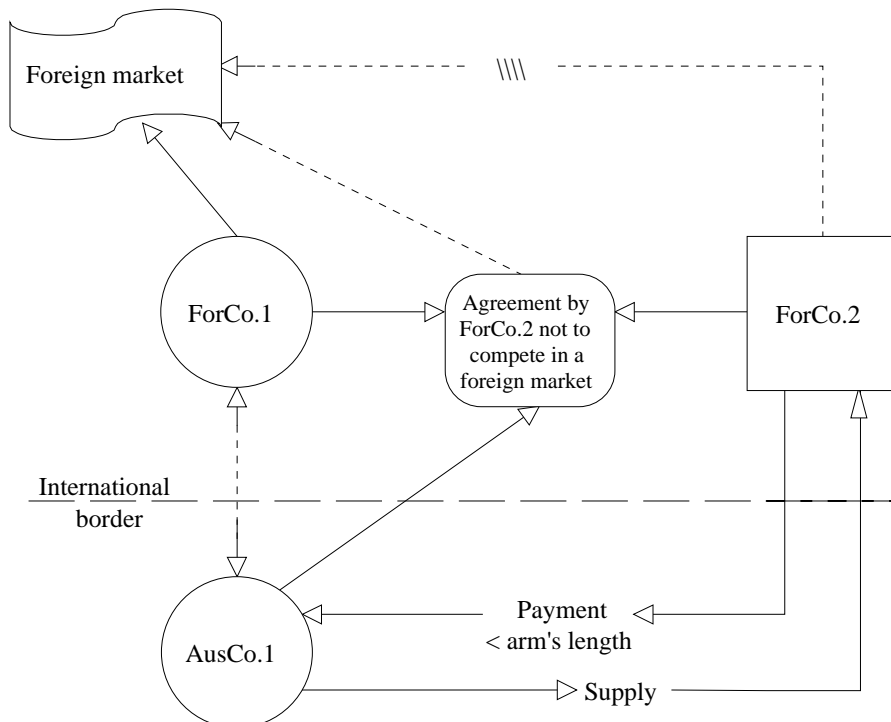 Foreign market
ForCo.1
Agreement by
ForCo.2 not to
compete in a
foreign market
ForCo.2
International
border
Payment
< arm's length
AusCo.1
Supply